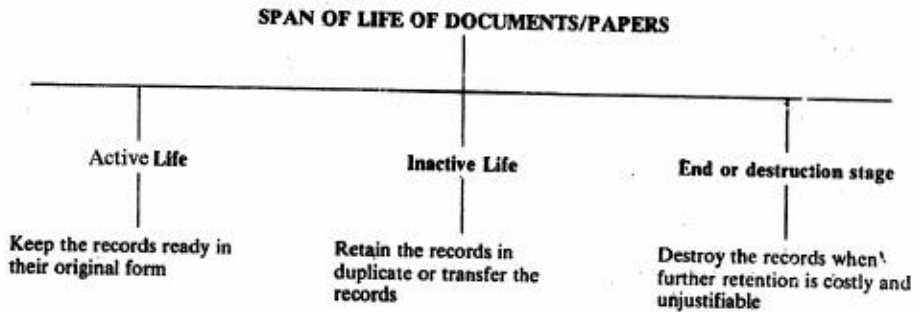 SPAN OF LIFE OF DOCUMENTS/PAPERS
Active Life
Inactive Life
End or destruction stage
Keep the records ready in
their original form
Retain the records in
duplicate or transfer the
records
Destroy the records when
further retention is costly and
unjustifiable